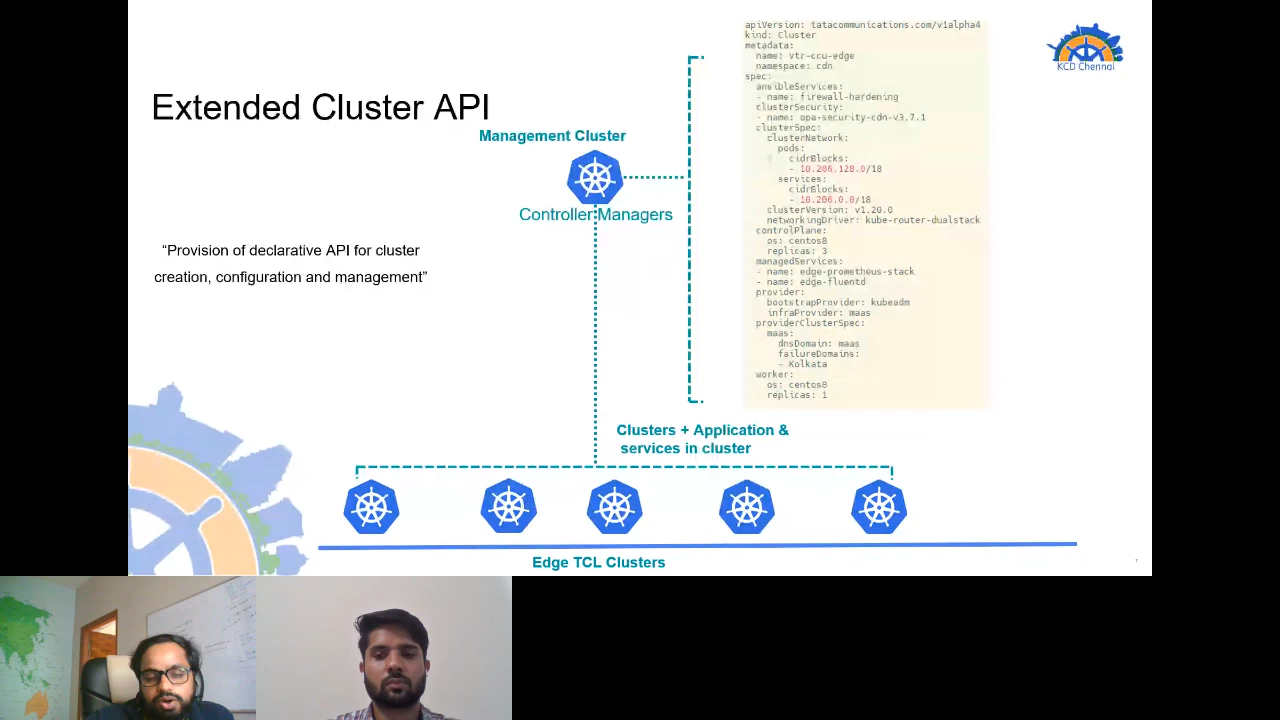 Extended Cluster API
“Provision of declarative API for cluster
creation, configuration and management”
Management Cluster
Controller Managers
apiVersion: tatacommunications.com/v1alpha4
kind: Cluster
metadata:
  name: vtr-ccu-edge
  namespace: cdn
spec:
  ansibleServices:
  - name: firewall-hardening
  clusterSecurity:
  - name: opa-security-cdn-v3.7.1
  clusterSpec:
    clusterNetwork:
      pods:
        cidrBlocks:
        - 10.206.128.0/18
      services:
        cidrBlocks:
        - 10.206.0.0/18
    clusterVersion: v1.20.0
    networkingDriver: kube-router-dualstack
  controlPlane:
    os: centos8
    replicas: 3
  managedServices:
  - name: edge-prometheus-stack
  - name: edge-fluentd
  provider:
    bootstrapProvider: kubeadm
    infraProvider: maas
  providerClusterSpec:
    maas:
      dnsDomain: maas
      failureDomains:
      - Kolkata
  worker:
    os: centos8
    replicas: 1
KCD Chennai
Clusters + Application &
services in cluster
Edge TCL Clusters
7